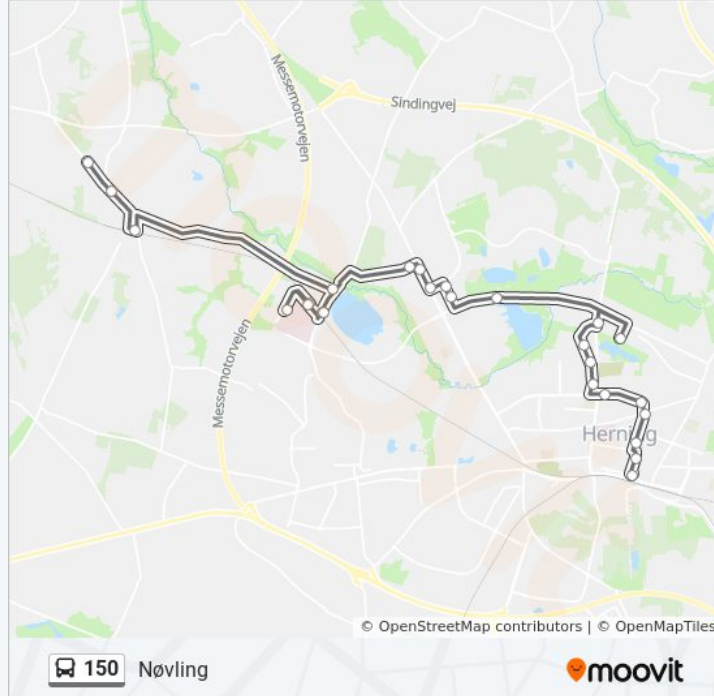 Messemotorvejen
Sindingvej
Messemotorvejen
Herning
© OpenStreetMap contributors | © OpenMapTiles
150 Nøvling
moovit